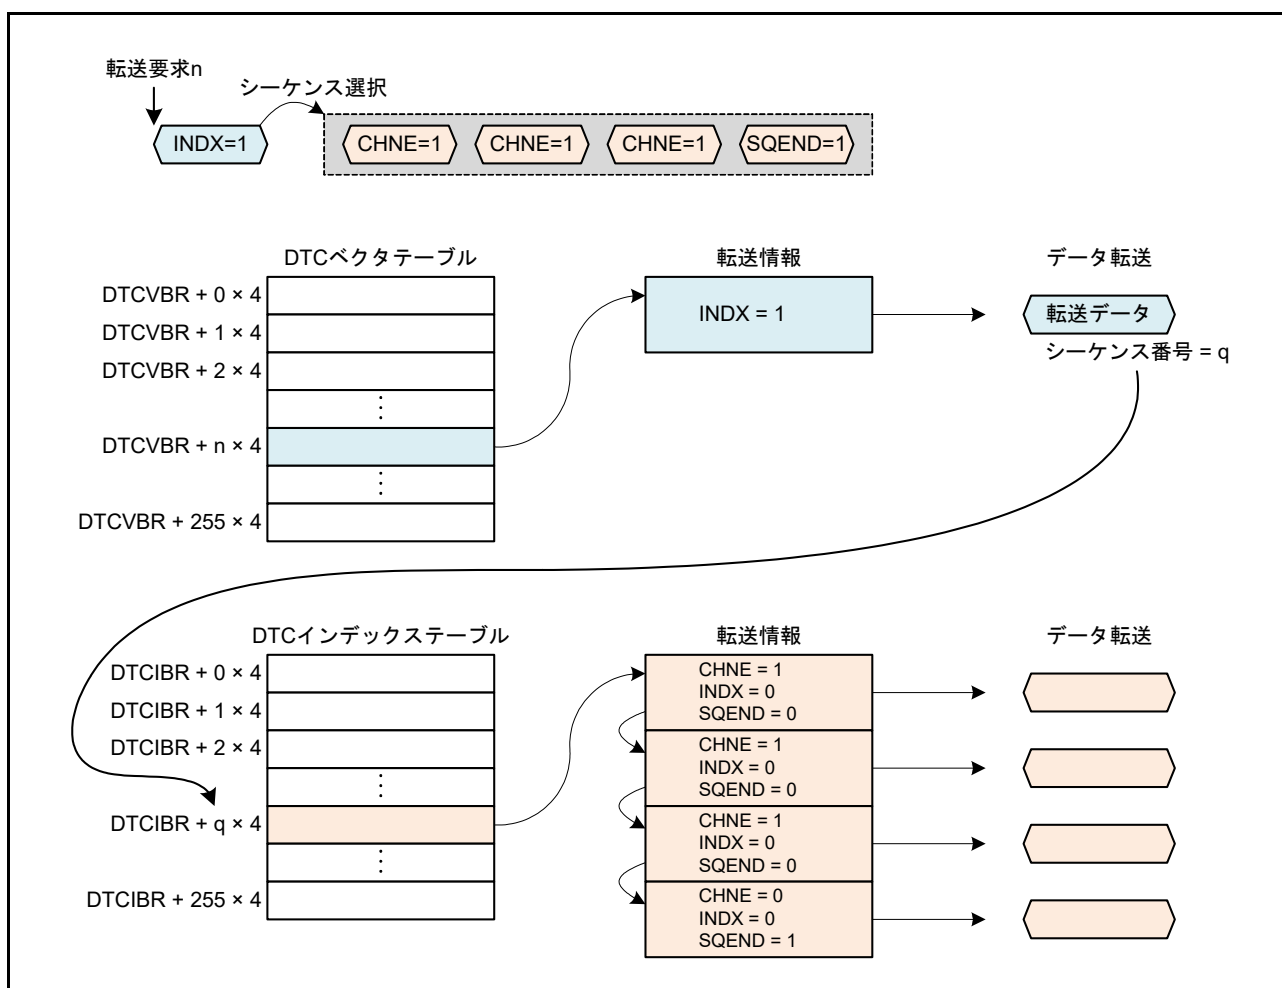 転送要求n
シーケンス選択
INDX=1
CHNE=1
CHNE=1
CHNE=1
SQEND=1
DTCベクタテーブル
転送情報
データ転送
DTCVBR + 0 × 4
DTCVBR + 1 × 4
DTCVBR + 2 × 4
⋮
DTCVBR + n × 4
⋮
DTCVBR + 255 × 4
INDX = 1
転送データ
シーケンス番号 = q
DTCインデックステーブル
転送情報
データ転送
DTCIBR + 0 × 4
DTCIBR + 1 × 4
DTCIBR + 2 × 4
⋮
DTCIBR + q × 4
⋮
DTCIBR + 255 × 4
CHNE = 1
INDX = 0
SQEND = 0
CHNE = 1
INDX = 0
SQEND = 0
CHNE = 1
INDX = 0
SQEND = 0
CHNE = 0
INDX = 0
SQEND = 1